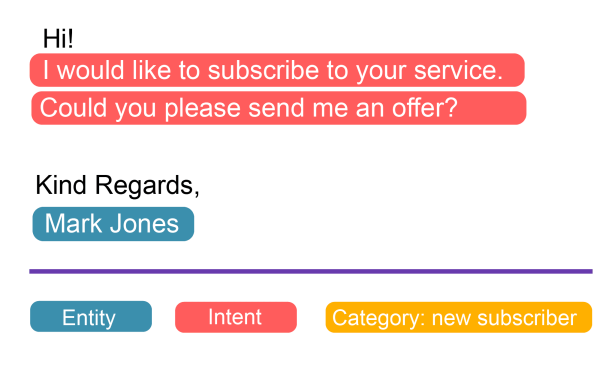 Hi!
I would like to subscribe to your service.
Could you please send me an offer?
Kind Regards,
Mark Jones
Entity
Intent
Category: new subscriber